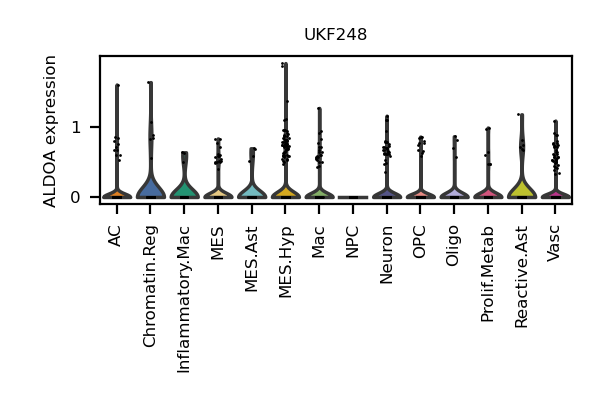 UKF248
ALDOA expression
1
0
AC
Chromatin.Reg
Inflammatory.Mac
MES
MES.Ast
MES.Hyp
Mac
NPC
Neuron
OPC
Oligo
Prolif.Metab
Reactive.Ast
Vasc